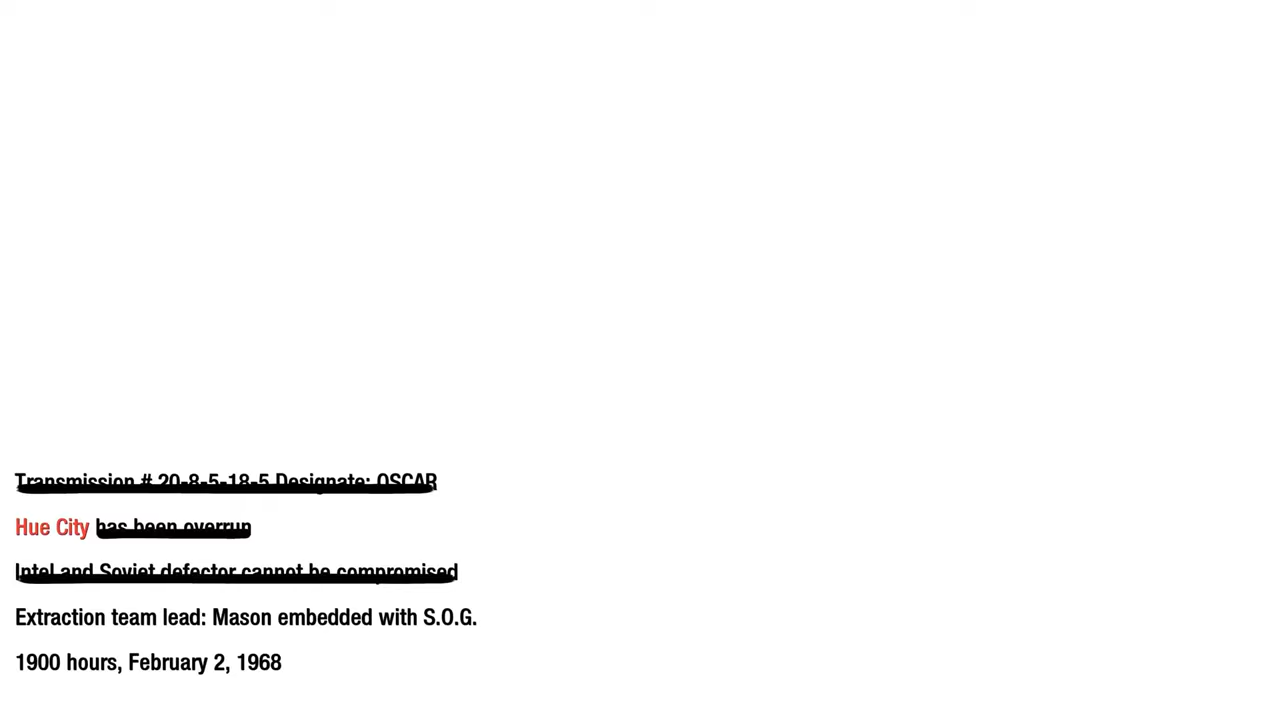 Transmission # 20-8-5-18-5 Designate: OSCAR
Hue City has been overrun
Intel and Soviet defector cannot be compromised
Extraction team lead: Mason embedded with S.O.G.
1900 hours, February 2, 1968